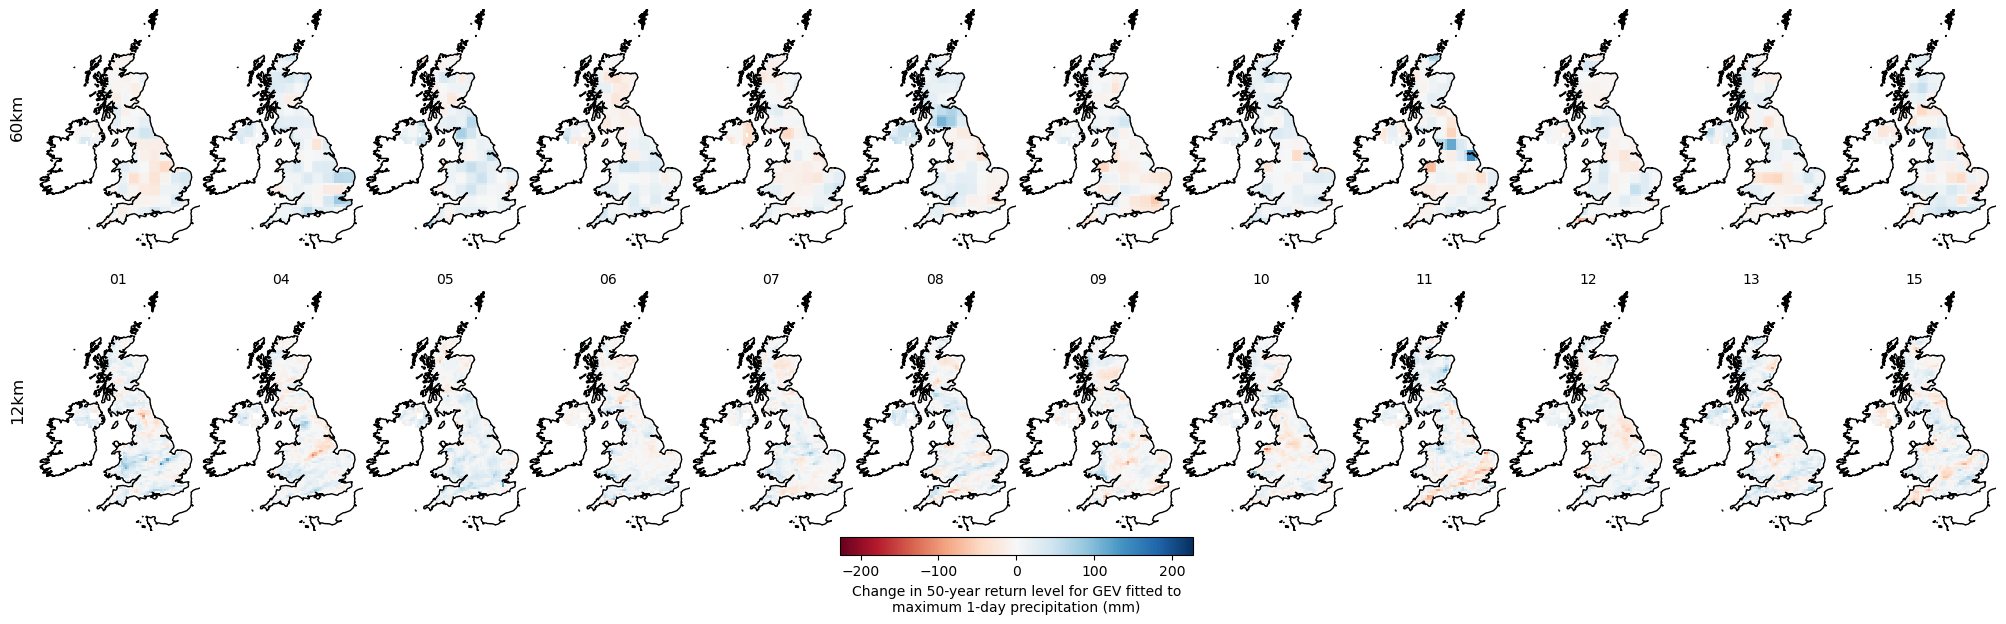 60km
01 04 05 06 07 08 09 10 11 12 13 15
12km
−200 −100 0 100 200
Change in 50-year return level for GEV fitted to
maximum 1-day precipitation (mm)